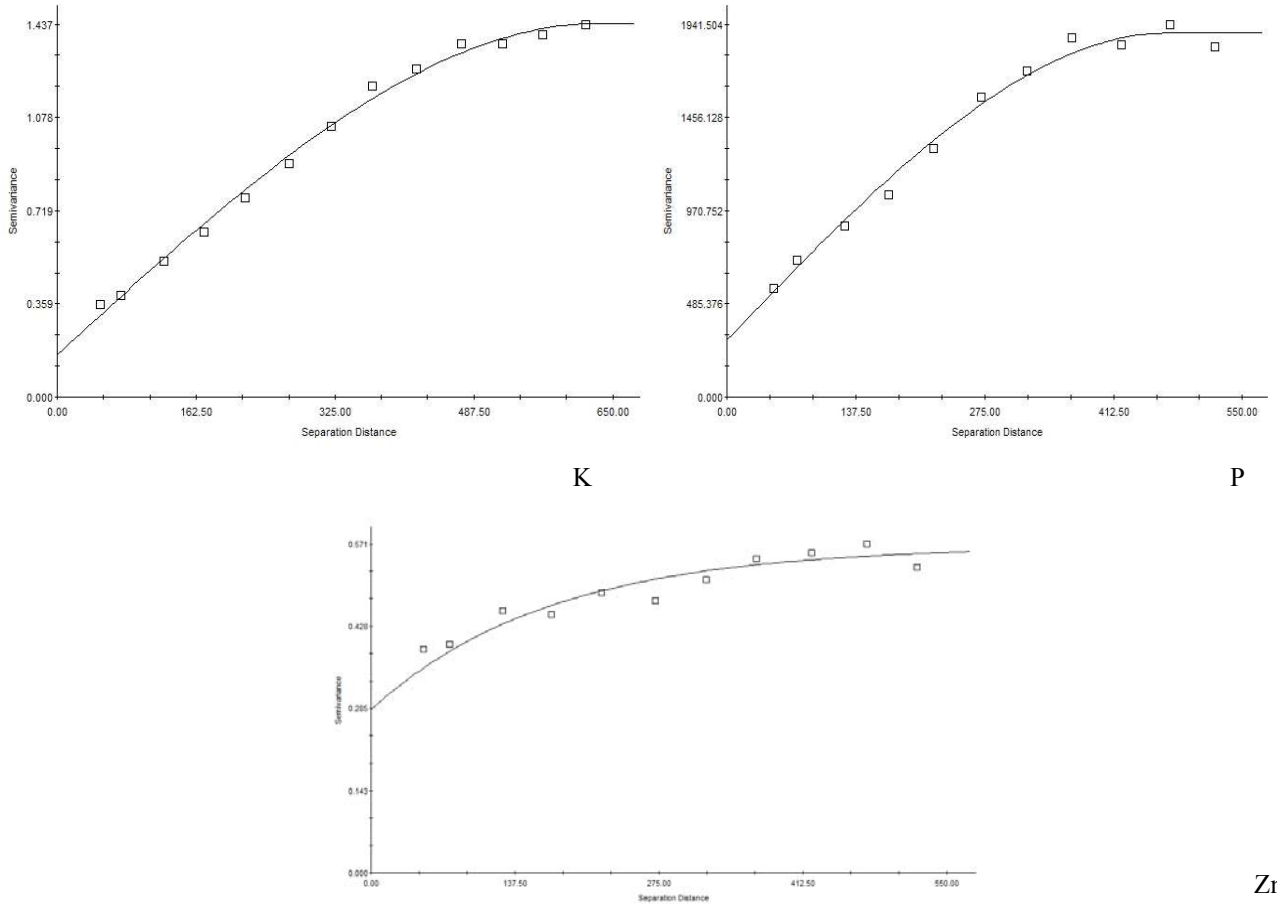 1.437
1.078
0.719
0.359
0.000
Semivariance
0.00 162.50 325.00 487.50 650.00
Separation Distance
K
1941.504
1456.128
970.752
485.376
0.000
Semivariance
0.00 137.50 275.00 412.50 550.00
Separation Distance
P
0.571
0.428
0.285
0.143
0.000
Semivariance
0.00 137.50 275.00 412.50 550.00
Separation Distance